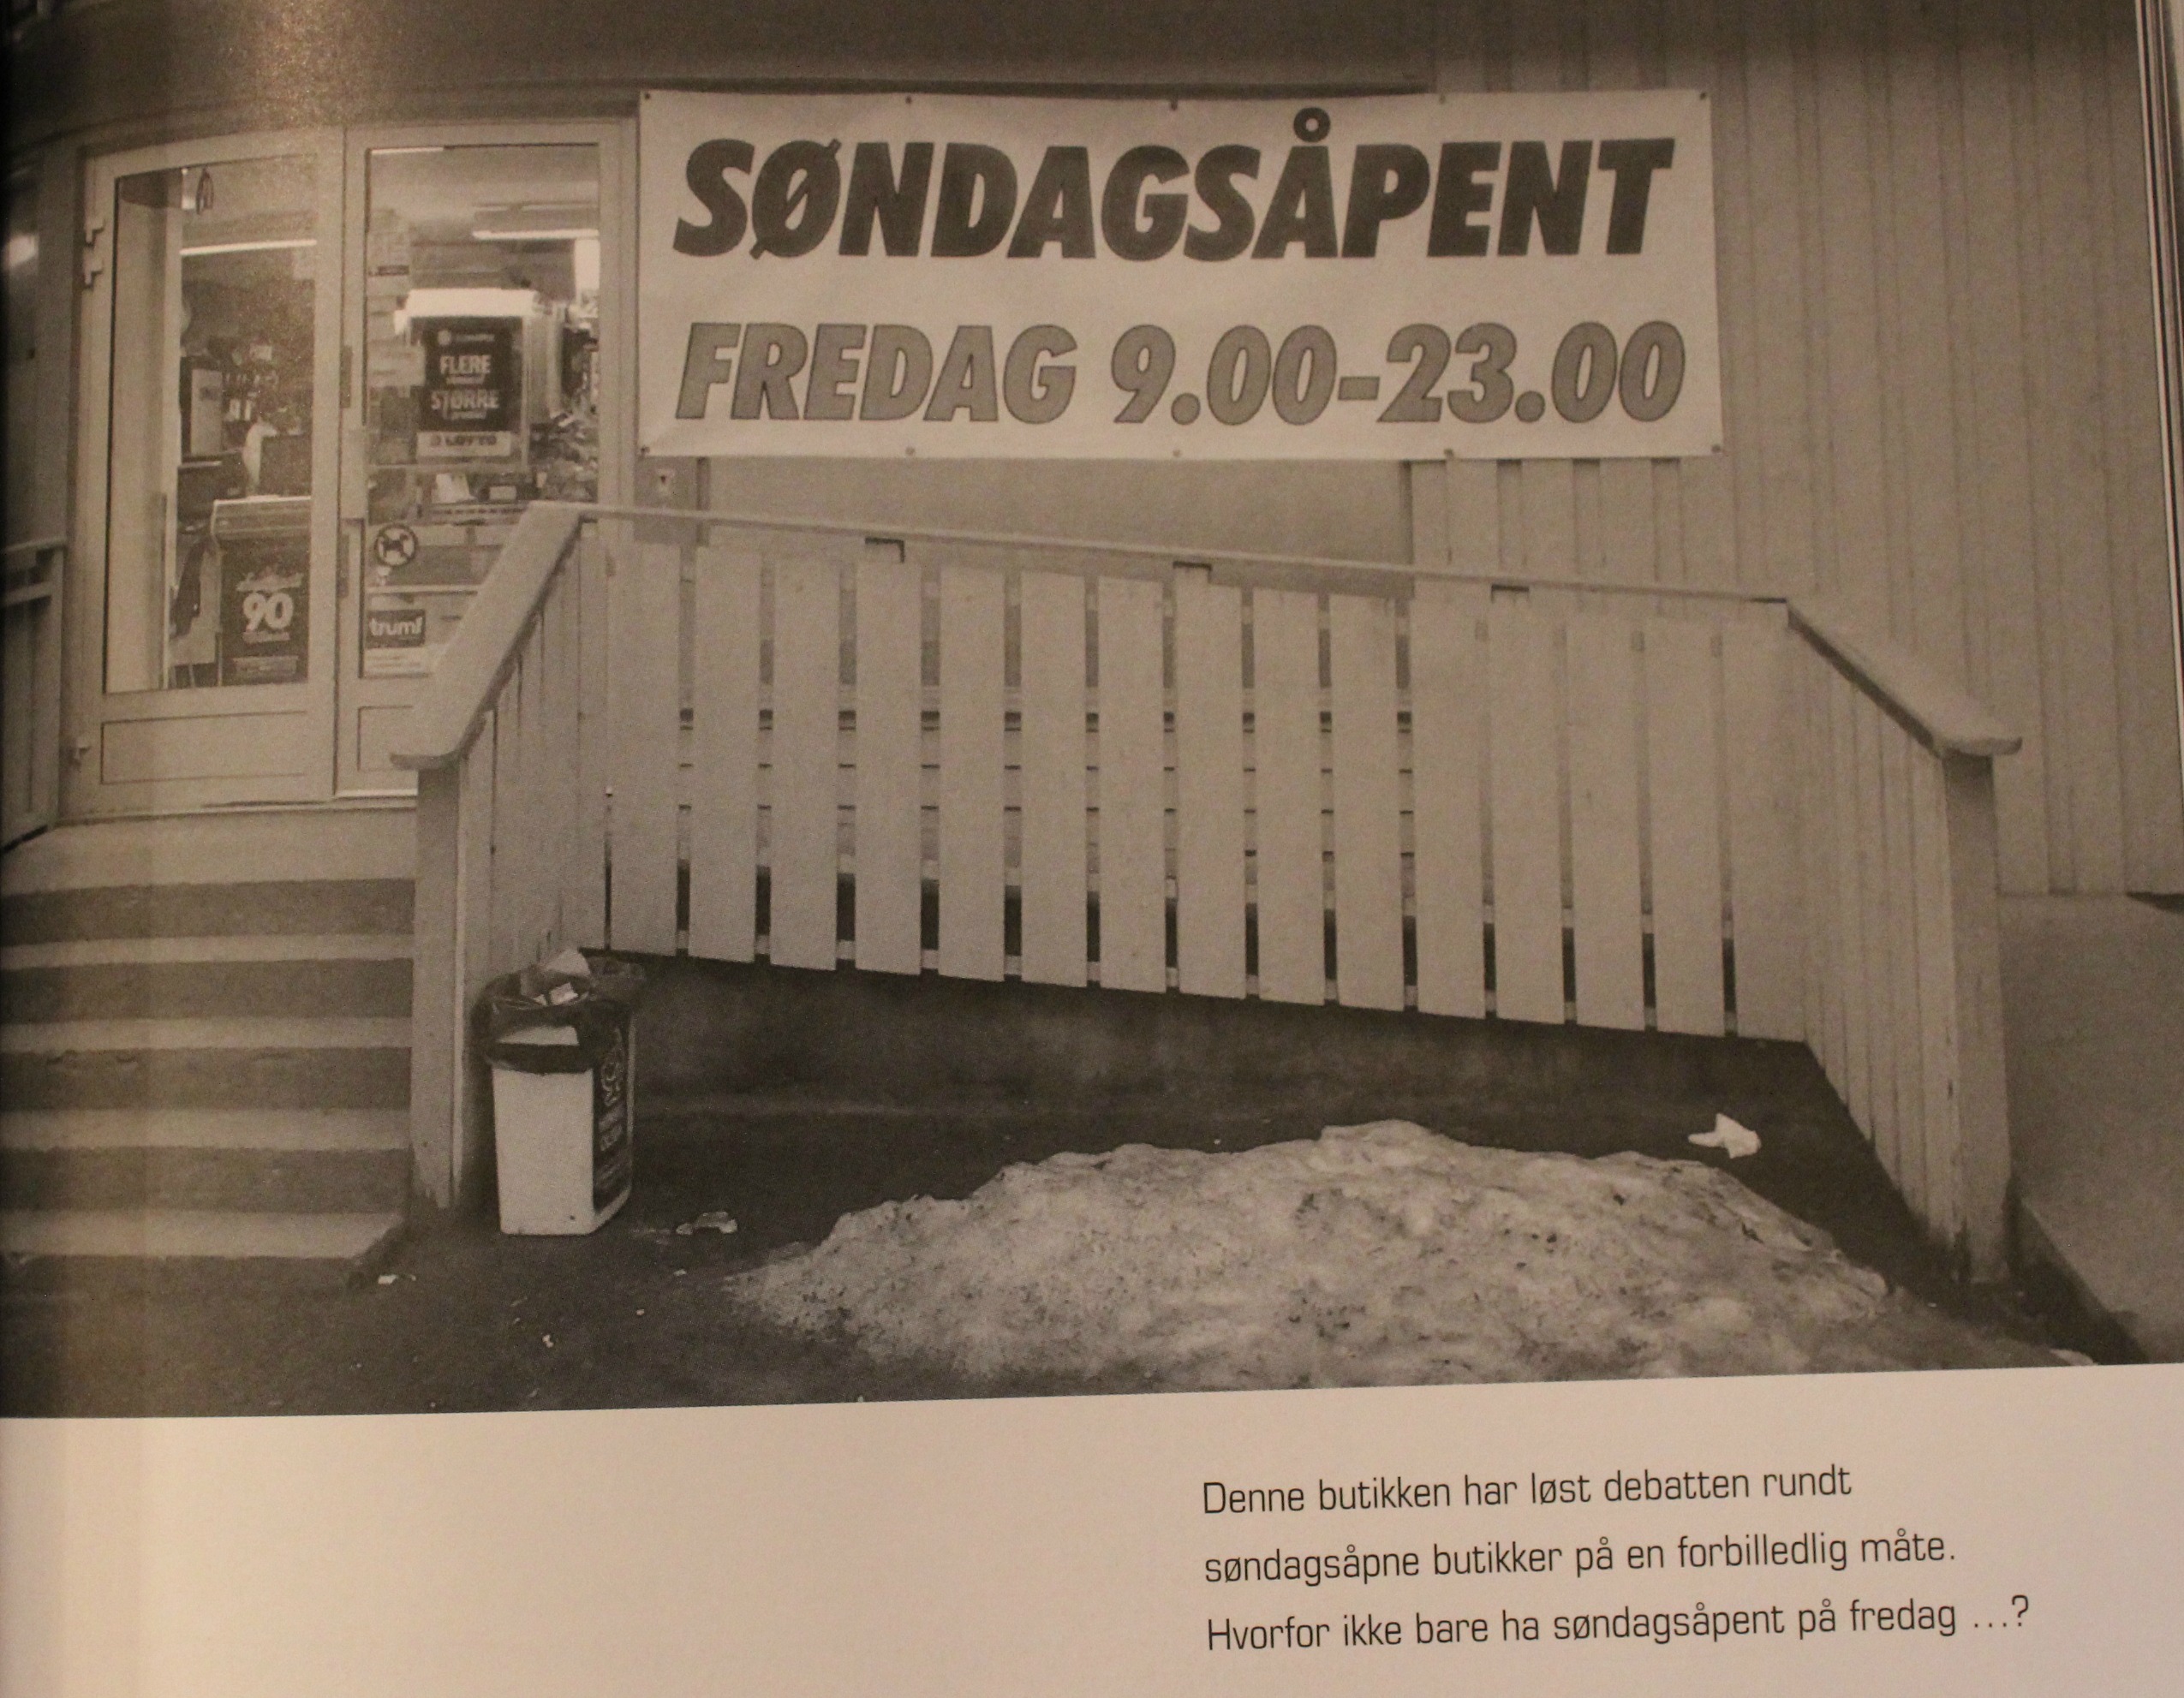 SØNDAGSÅPENT
FREDAG 9.00-23.00
FLERE
STØRRE
LOTTO
90
trumf
Denne butikken har løst debatten rundt
søndagsåpne butikker på en forbilledlig måte.
Hvorfor ikke bare ha søndagsåpent på fredag ...?